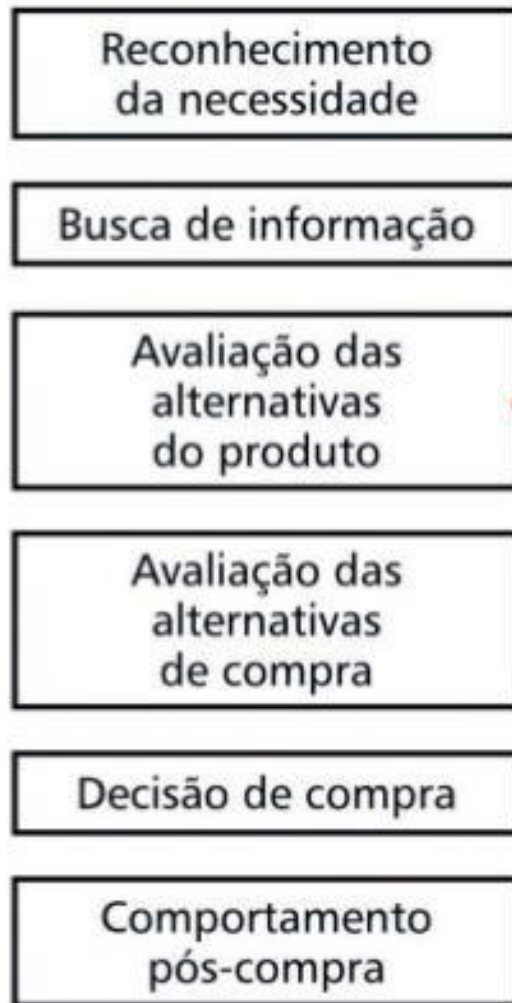 Reconhecimento
da necessidade
Busca de informação
Avaliação das
alternativas
do produto
Avaliação das
alternativas
de compra
Decisão de compra
Comportamento
pós-compra